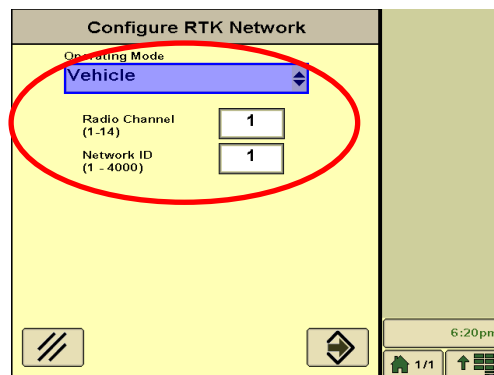 Configure RTK Network
Operating Mode
Vehicle
Radio Channel
(1-14)
1
Network ID
(1 - 4000)
1
6:20pm
1/1